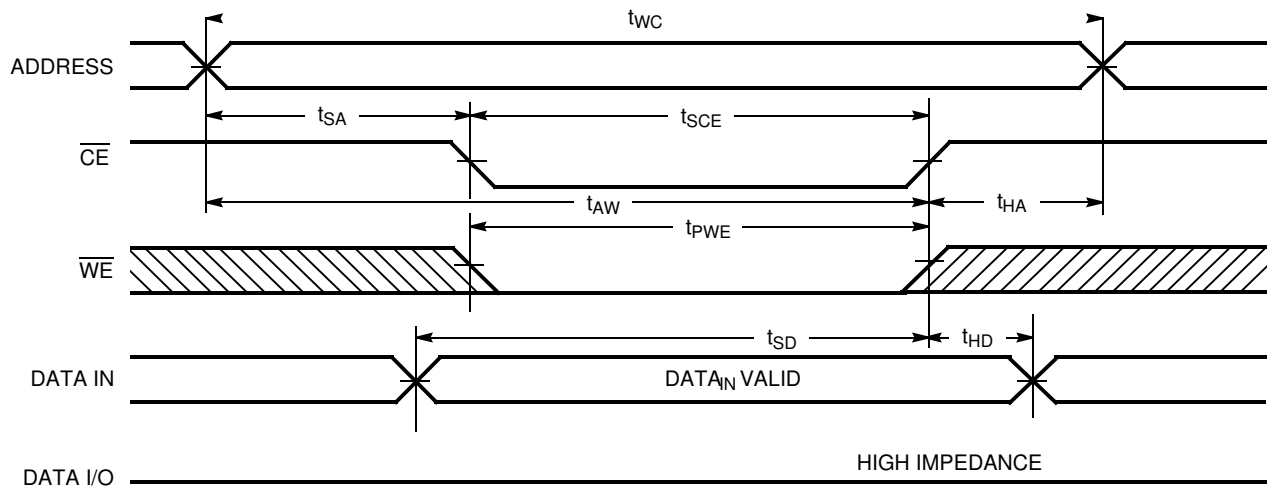 tWC
ADDRESS
tSA
tSCE
CE
tAW
tHA
tPWE
WE
tSD
tHD
DATA IN
DATAIN VALID
HIGH IMPEDANCE
DATA I/O